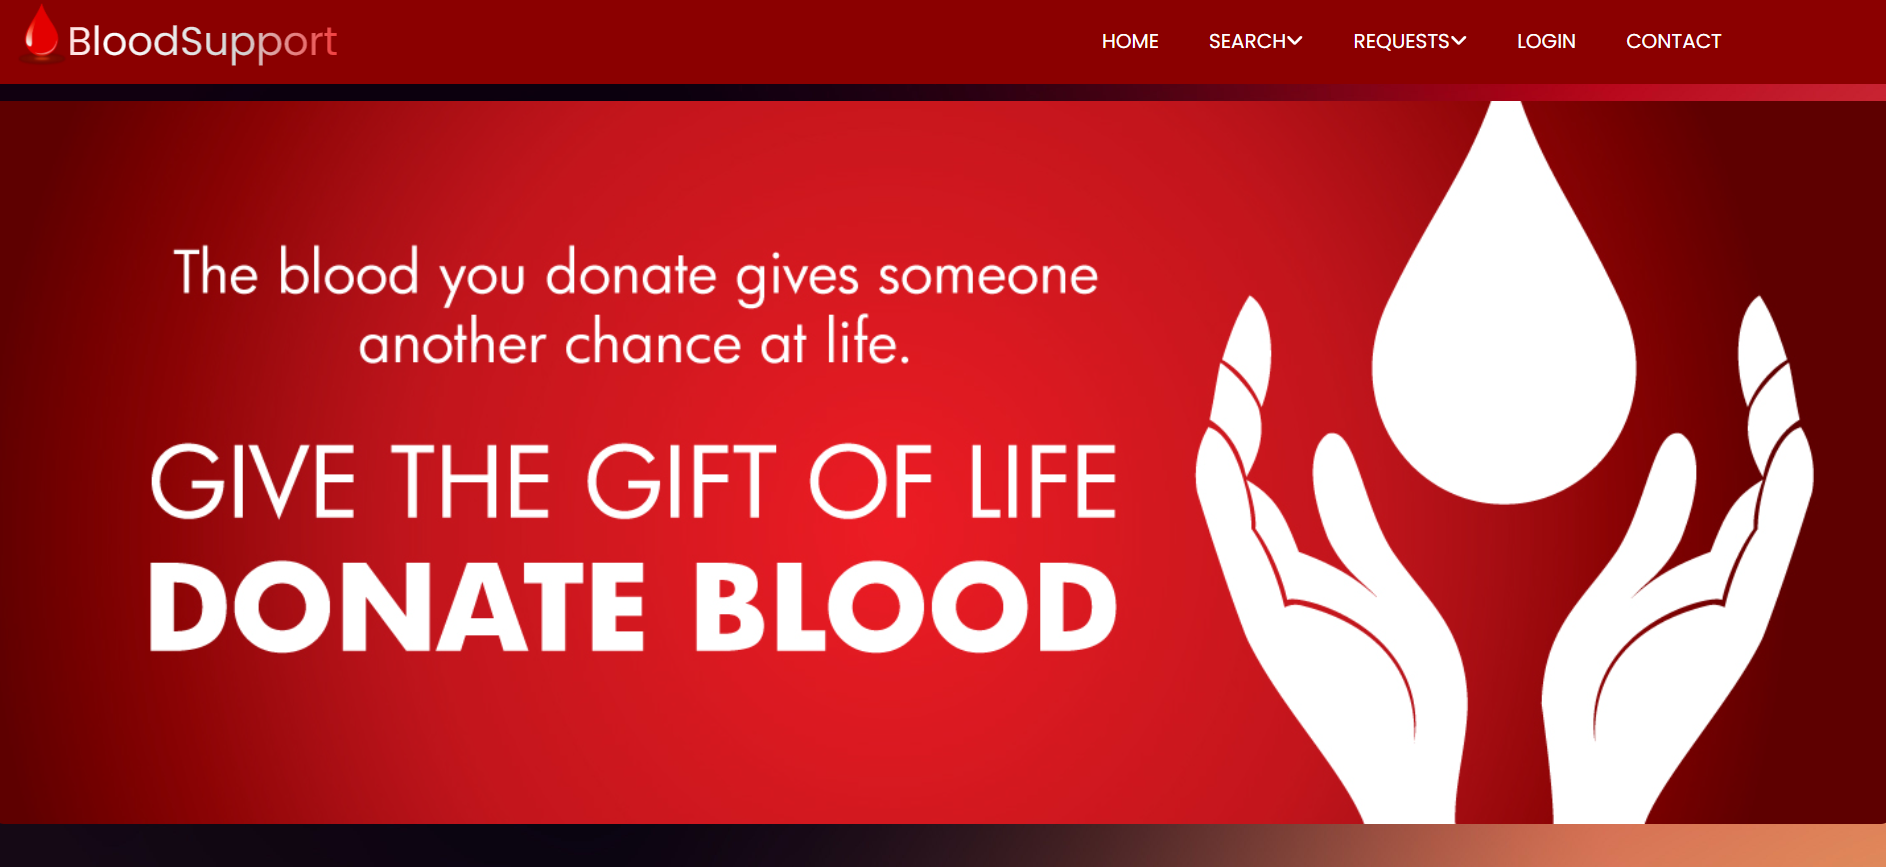 BloodSupport
HOME SEARCH REQUESTS LOGIN CONTACT
The blood you donate gives someone
another chance at life.
GIVE THE GIFT OF LIFE
DONATE BLOOD